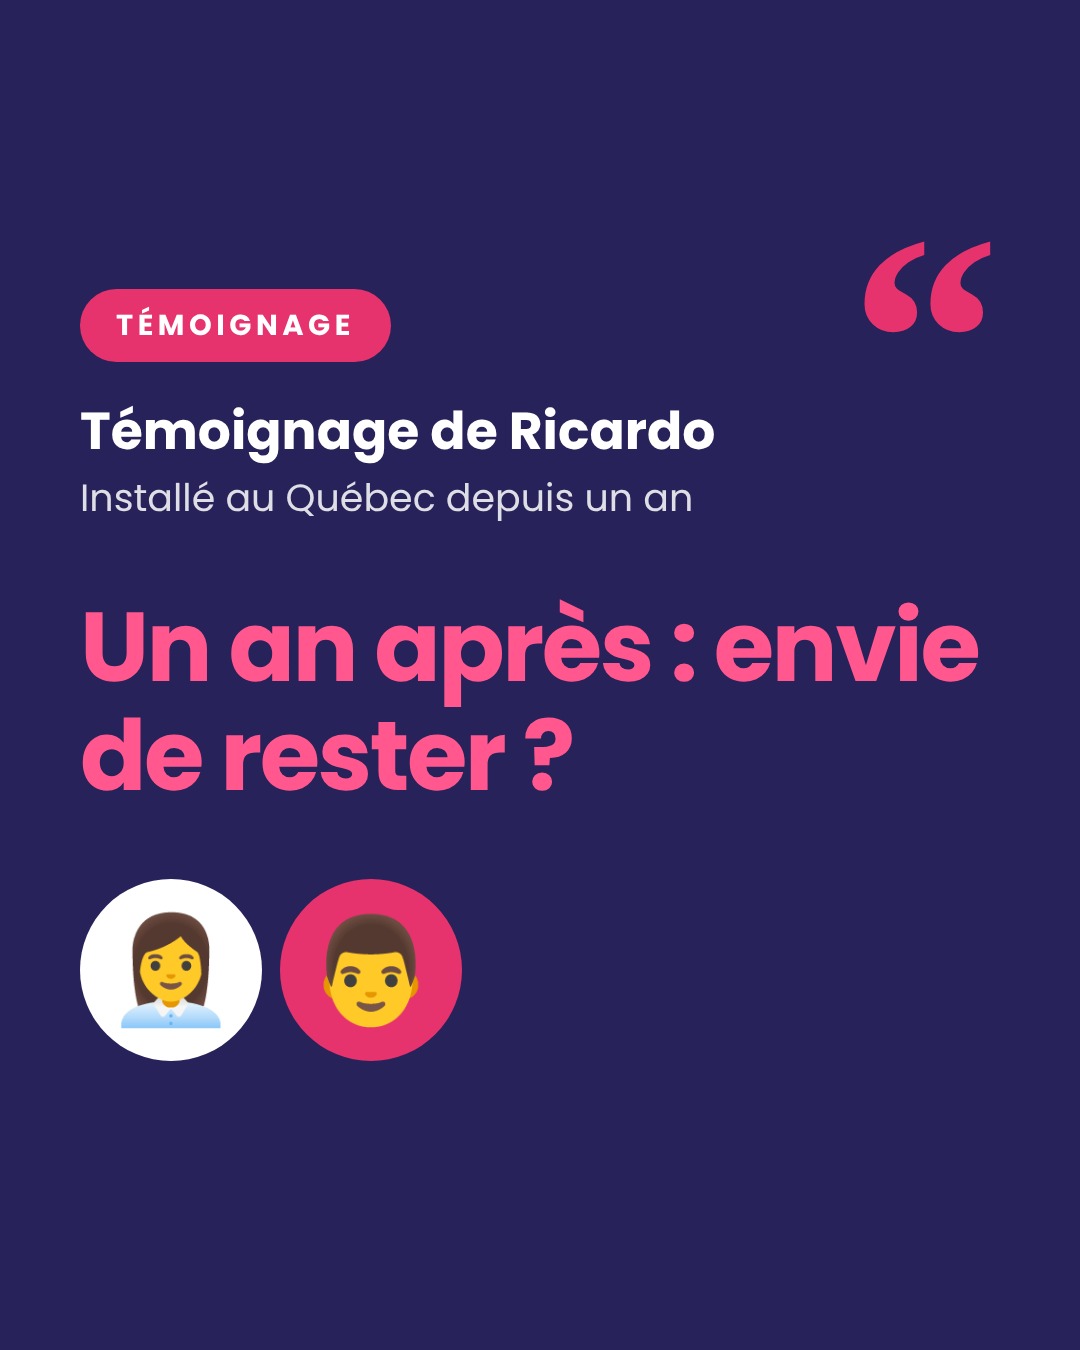 TÉMOIGNAGE
“
Témoignage de Ricardo
Installé au Québec depuis un an
Un an après : envie
de rester ?